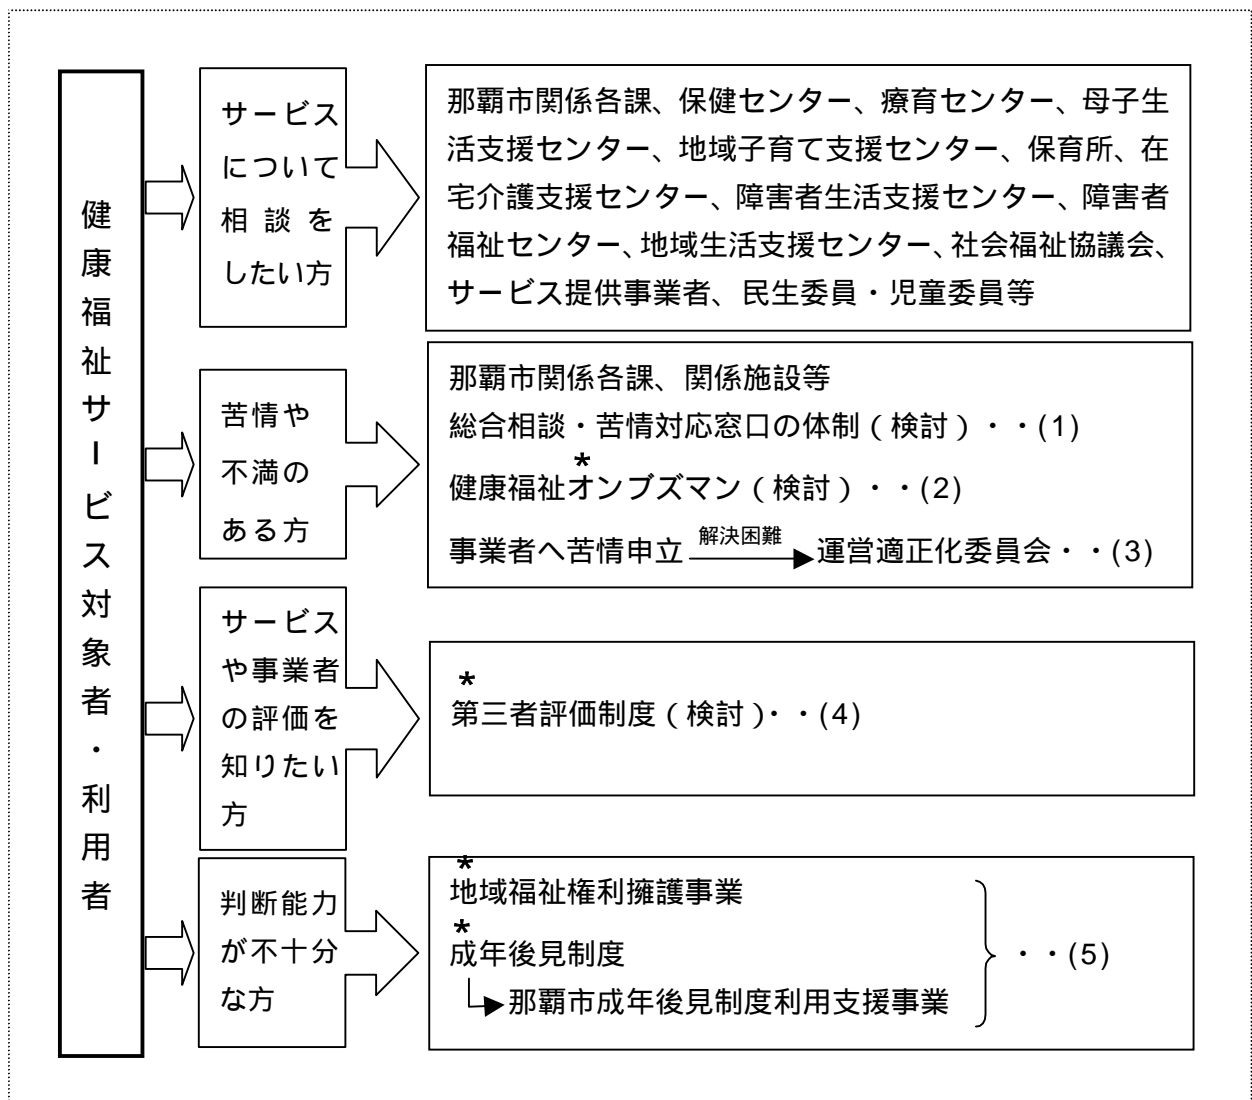 健康福祉サービス対象者・利用者
サービス
について
相談を
したい方
那覇市関係各課、保健センター、療育センター、母子生
活支援センター、地域子育て支援センター、保育所、在
宅介護支援センター、障害者生活支援センター、障害者
福祉センター、地域生活支援センター、社会福祉協議会、
サービス提供事業者、民生委員・児童委員等
苦情や
不満の
ある方
那覇市関係各課、関係施設等
総合相談・苦情対応窓口の体制（検討）・・(1)
*
健康福祉オンブズマン（検討）・・(2)
解決困難
事業者へ苦情申立 運営適正化委員会・・(3)
サービス
や事業者
の評価を
知りたい
方
*
第三者評価制度（検討）・・(4)
判断能力
が不十分
な方
*
地域福祉権利擁護事業
*
成年後見制度
那覇市成年後見制度利用支援事業
・・(5)